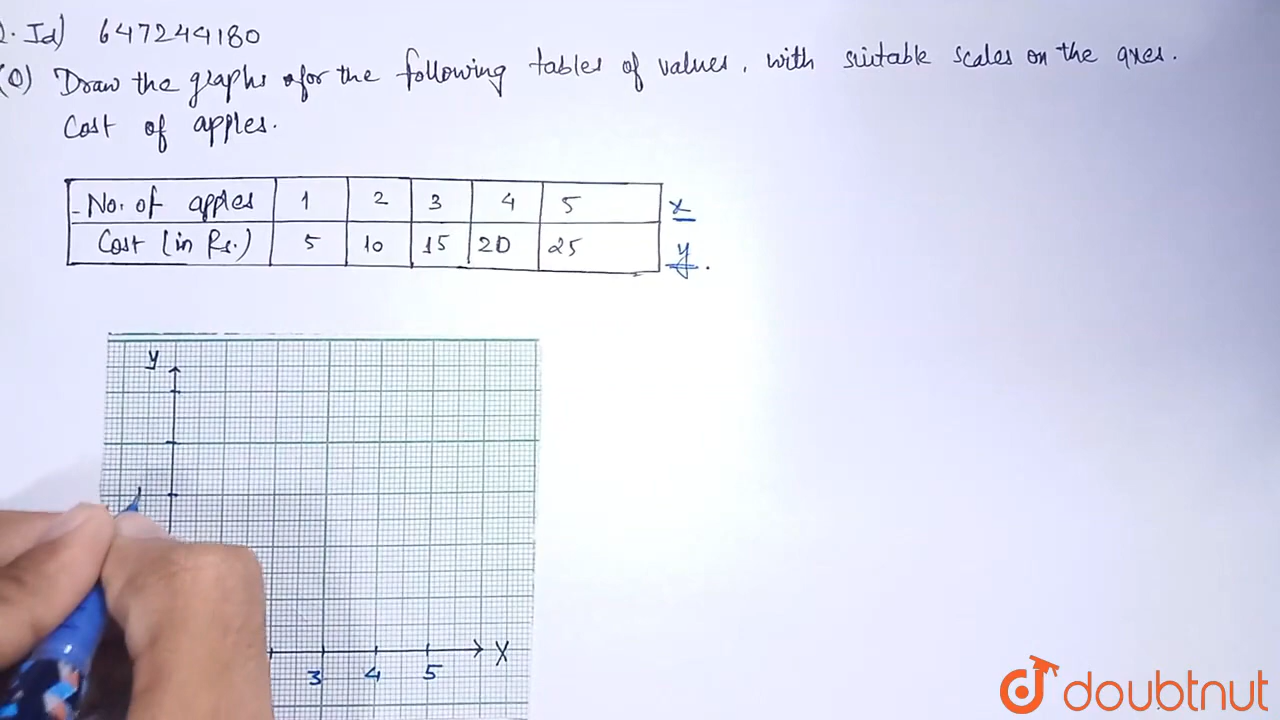 Q. Id) 647244180
(Q) Draw the graphs for the following tables of values, with suitable scales on the axes.
Cost of apples.
No. of apples 1 2 3 4 5 x
Cost (in Rs.) 5 10 15 20 25 y.
y
X
3 4 5
doubtnut